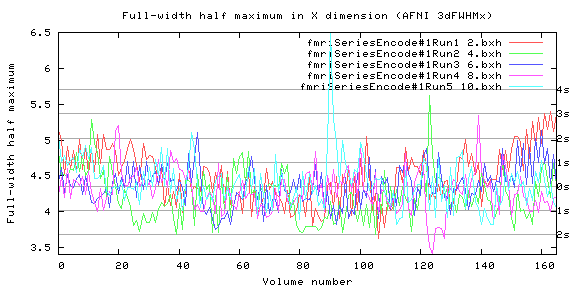 Full-width half maximum in X dimension (AFNI 3dFWHMx)
6.5
6
5.5
5
4.5
4
3.5
Full-width half maximum
fmriSeriesEncode#1Run1 2.bxh
fmriSeriesEncode#1Run2 4.bxh
fmriSeriesEncode#1Run3 6.bxh
fmriSeriesEncode#1Run4 8.bxh
fmriSeriesEncode#1Run5 10.bxh
4s
3s
2s
1s
0s
1s
2s
0 20 40 60 80 100 120 140 160
Volume number